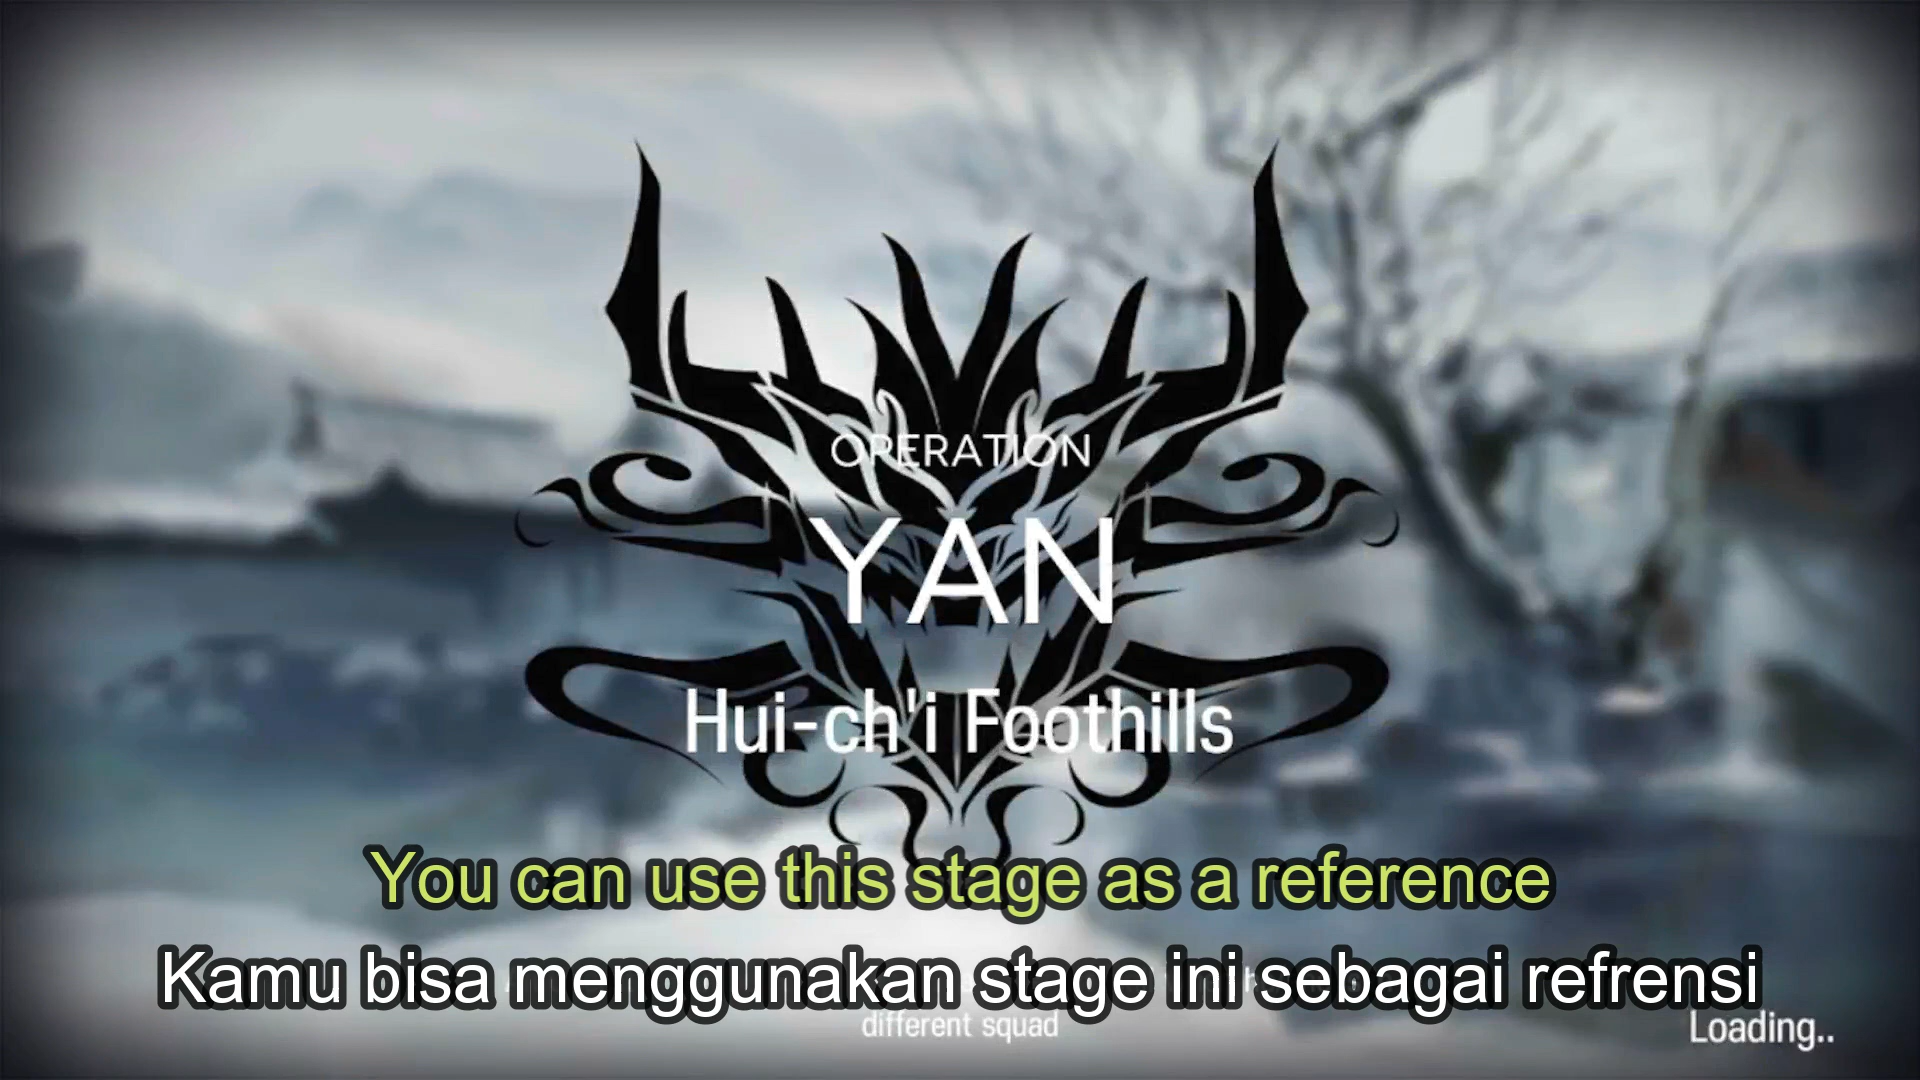 OPERATION
YAN
Hui-ch'i Foothills
You can use this stage as a reference
Kamu bisa menggunakan stage ini sebagai refrensi
different squad
Loading..